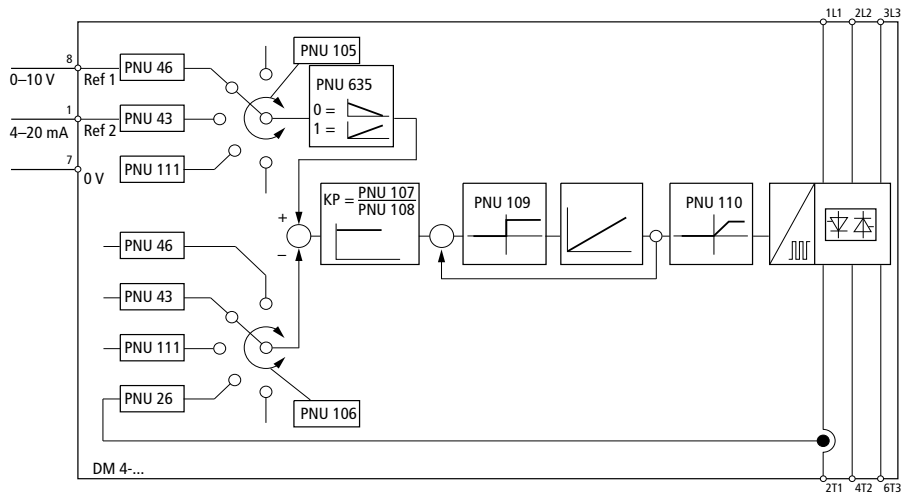 1L1 2L2 3L3
8
0–10 V
Ref 1
PNU 46
PNU 105
PNU 635
0 =
1 =
1
4–20 mA
Ref 2
PNU 43
7
0 V
PNU 111
+
–
KP = PNU 107
PNU 108
PNU 109
PNU 110
PNU 46
PNU 43
PNU 111
PNU 26
PNU 106
DM 4-...
2T1 4T2 6T3